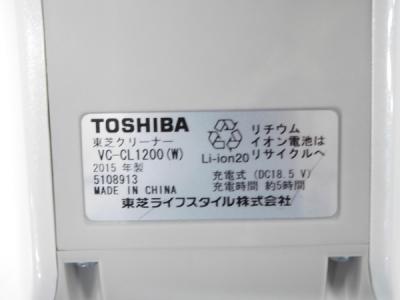 TOSHIBA
東芝クリーナー
VC-CL1200(W)
2015 年製
5108913
MADE IN CHINA
Li-ion20
リチウム
イオン電池は
リサイクルへ
充電式 (DC18.5 V)
充電時間 約5時間
東芝ライフスタイル株式会社